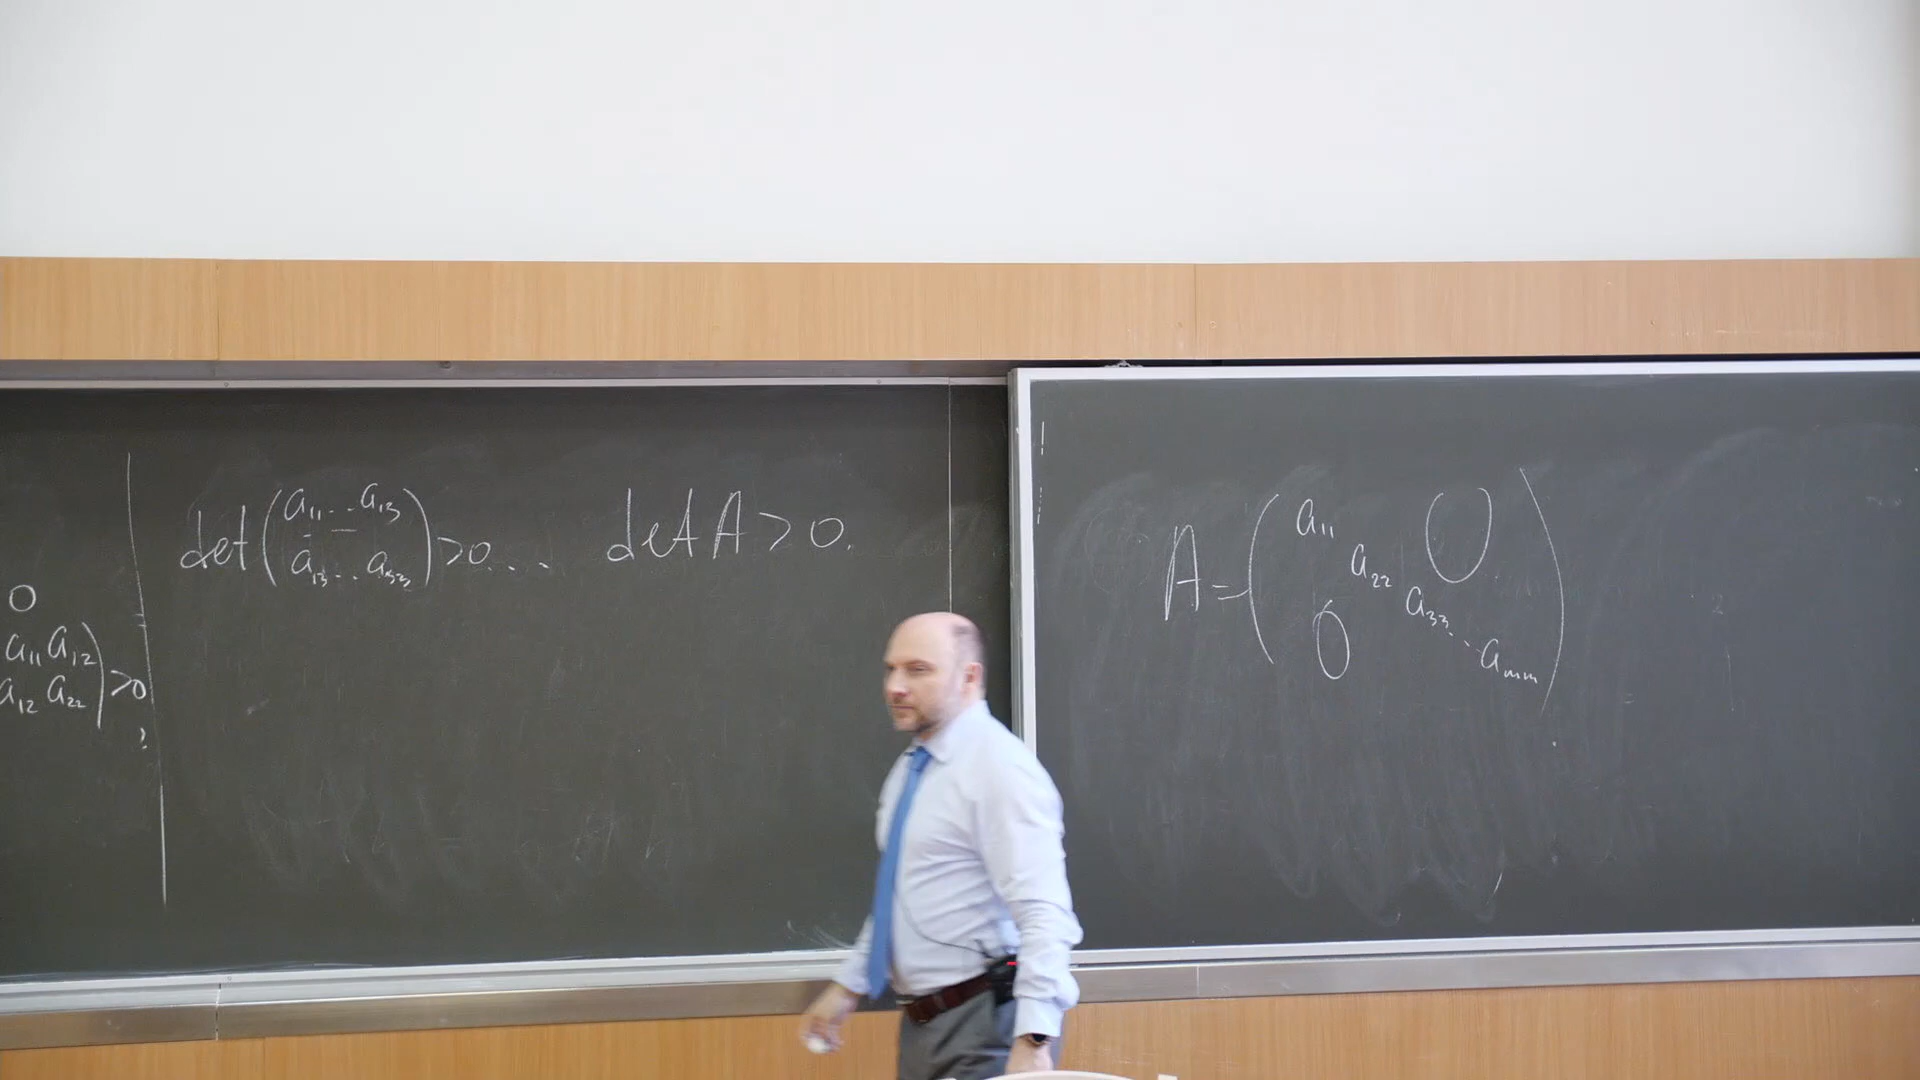 0
a₁₁ a₁₂
a₁₂ a₂₂ ) >0
?
det ( a₁₁ ... a₁₃
a₁₃ ... a₃₃ ) >0 ... det A > 0.
A = ( a₁₁ 0
a₂₂
0 a₃₃ ...
aₘₘ )